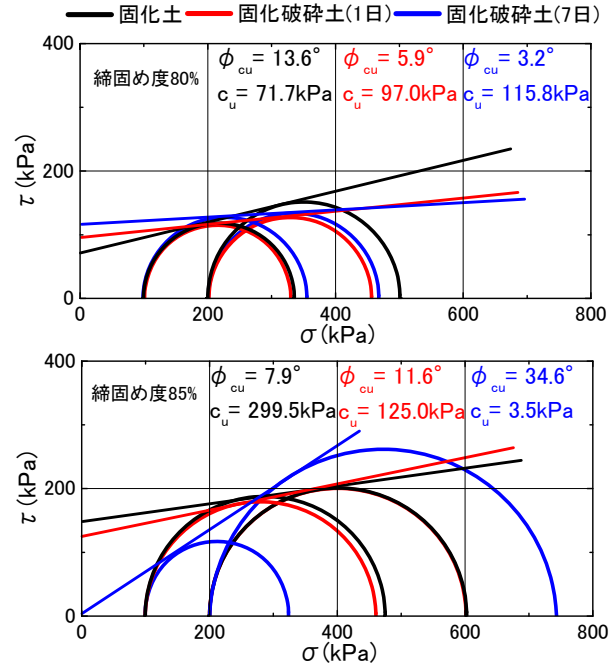 固化土 固化破砕土(1日) 固化破砕土(7日)
400
締固め度80%
ϕcu = 13.6° ϕcu = 5.9° ϕcu = 3.2°
cu = 71.7kPa cu = 97.0kPa cu = 115.8kPa
τ (kPa)
200
0
0 200 400 600 800
σ (kPa)
400
締固め度85%
ϕcu = 7.9° ϕcu = 11.6° ϕcu = 34.6°
cu = 299.5kPa cu = 125.0kPa cu = 3.5kPa
τ (kPa)
200
0
0 200 400 600 800
σ (kPa)